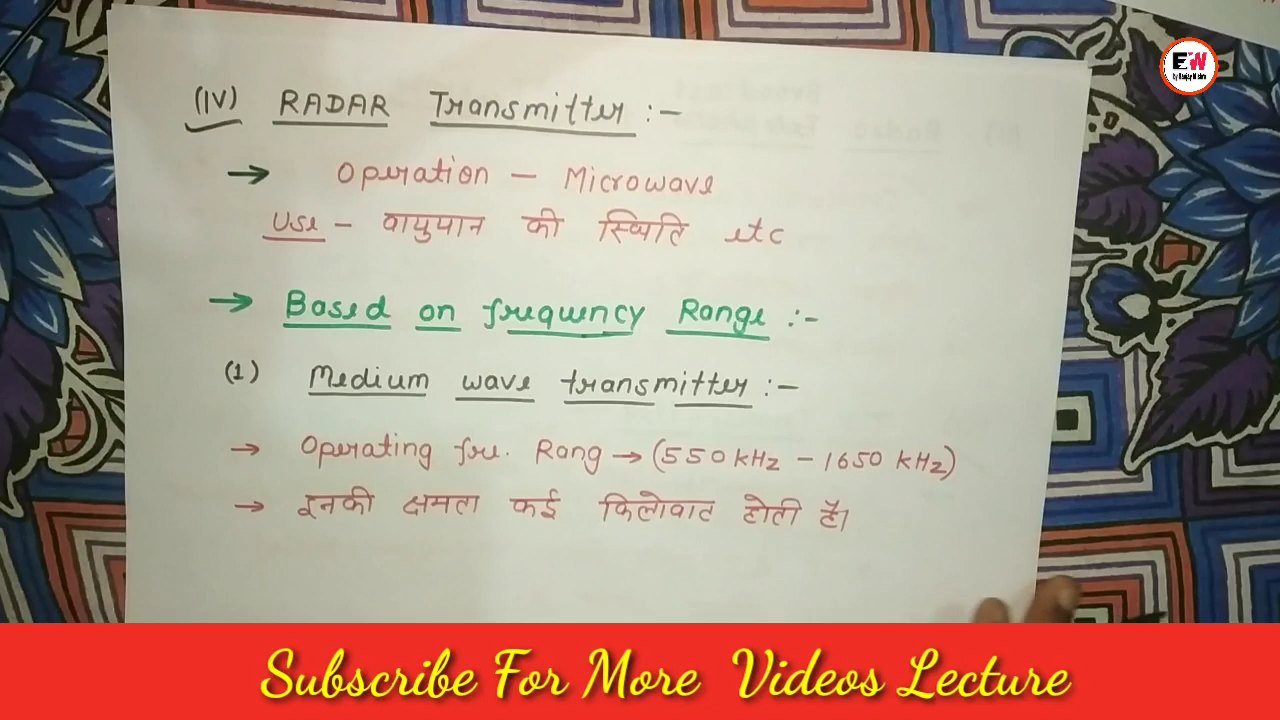 (IV) RADAR Transmitter :-
→ Operation – Microwave
Use – वायुयान की स्थिति etc
→ Based on frequency Range :-
(1) Medium wave transmitter :-
→ Operating fre. Rang → (550 kHz – 1650 kHz)
→ इनकी क्षमता कई किलोवाट होती है।
EW
Subscribe For More Videos Lecture